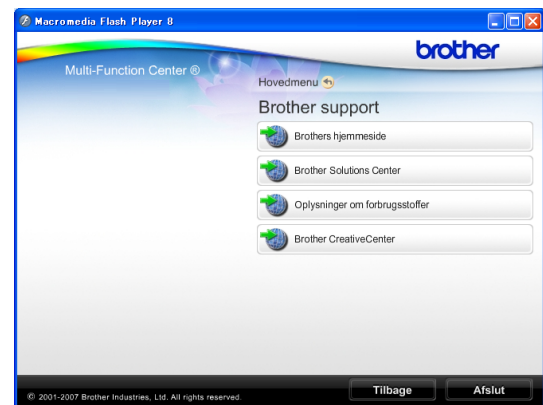 Macromedia Flash Player 8
brother
Multi-Function Center ®
Hovedmenu
Brother support
Brothers hjemmeside
Brother Solutions Center
Oplysninger om forbrugsstoffer
Brother CreativeCenter
Tilbage
Afslut
© 2001-2007 Brother Industries, Ltd. All rights reserved.